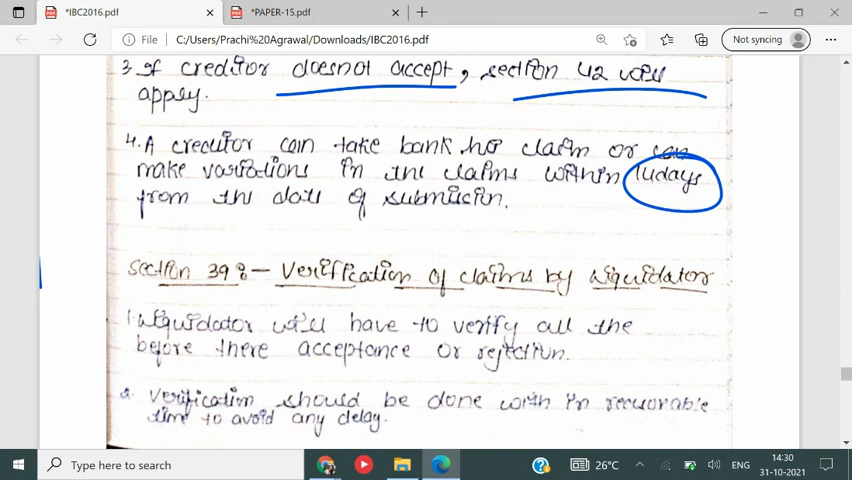 *IBC2016.pdf
*PAPER-15.pdf
File C:/Users/Prachi%20Agrawal/Downloads/IBC2016.pdf
Not syncing
3. If creditor doesnot accept, section 42 will
apply.
4. A creditor can take bank his claim or can
make variations in the claims within 14days
from the date of submission.
Section 39:- Verification of claims by liquidator
1. Liquidator will have to verify all the
before there acceptance or rejection.
2. Verification should be done with in reasonable
time to avoid any delay.
Type here to search
26°C
ENG
14:30
31-10-2021